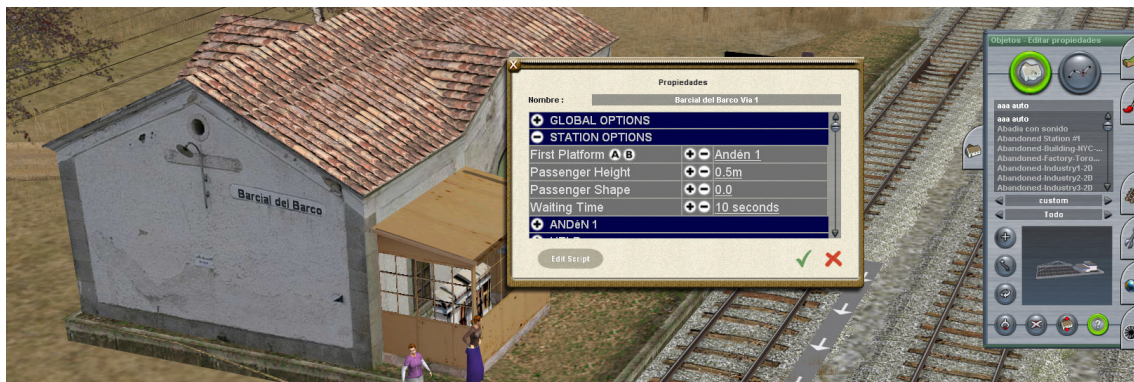 Barcial del Barco
Propiedades
Nombre :
Barcial del Barco Via 1
GLOBAL OPTIONS
STATION OPTIONS
First Platform A B
Andén 1
Passenger Height
0.5m
Passenger Shape
0.0
Waiting Time
10 seconds
ANDéN 1
HELP
Edit Script
Objetos - Editar propiedades
aaa auto
aaa auto
Abadia con sonido
Abandoned Station #1
Abandoned-Building-NYC-...
Abandoned-Factory-Toro...
Abandoned-Industry1-2D
Abandoned-Industry2-2D
Abandoned-Industry3-2D
custom
Todo